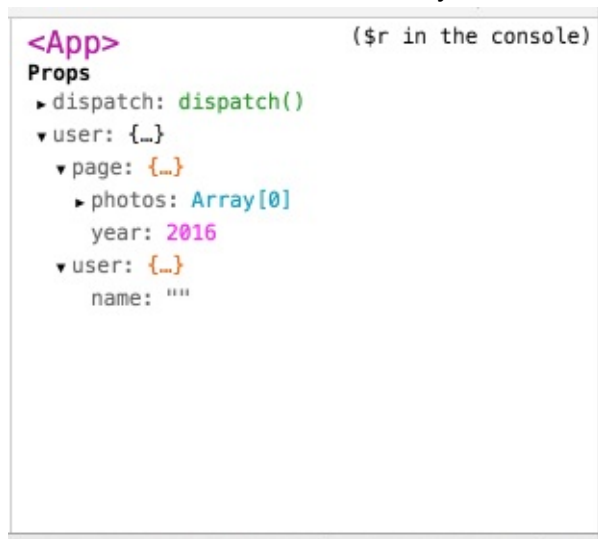 <App> ($r in the console)
Props
▸dispatch: dispatch()
▾user: {…}
▾page: {…}
▸photos: Array[0]
year: 2016
▾user: {…}
name: ""